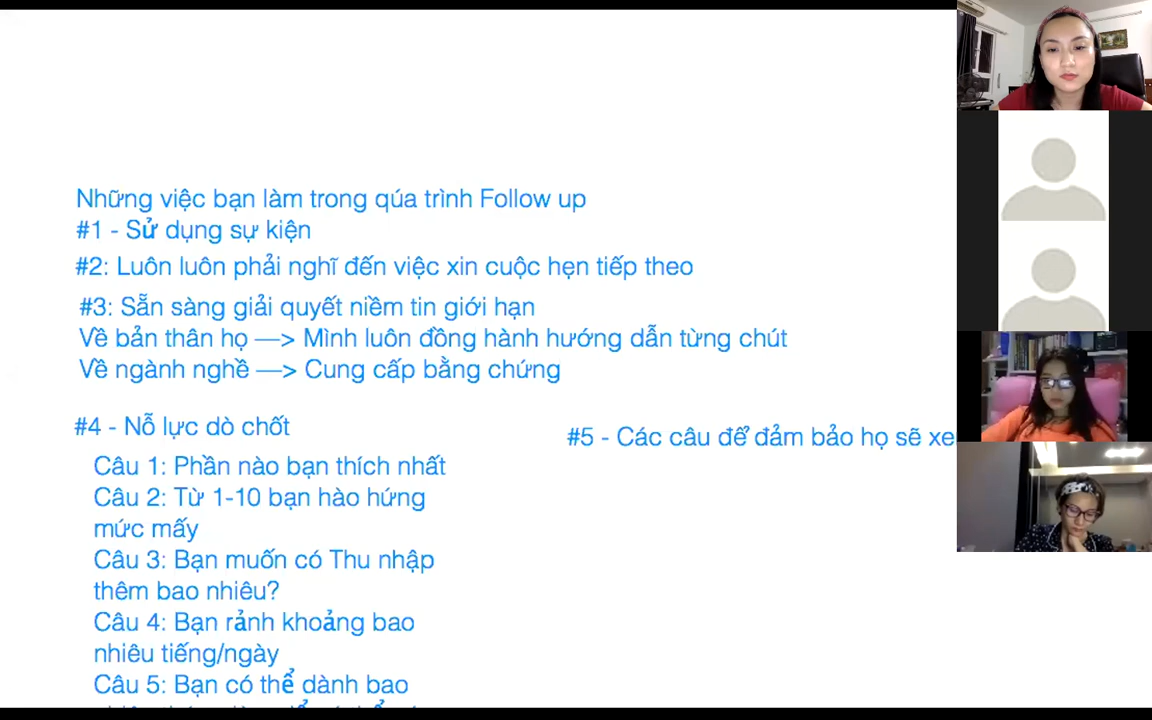 Những việc bạn làm trong qúa trình Follow up
#1 - Sử dụng sự kiện
#2: Luôn luôn phải nghĩ đến việc xin cuộc hẹn tiếp theo
#3: Sẵn sàng giải quyết niềm tin giới hạn
Về bản thân họ —> Mình luôn đồng hành hướng dẫn từng chút
Về ngành nghề —> Cung cấp bằng chứng
#4 - Nỗ lực dò chốt
Câu 1: Phần nào bạn thích nhất
Câu 2: Từ 1-10 bạn hào hứng
mức mấy
Câu 3: Bạn muốn có Thu nhập
thêm bao nhiêu?
Câu 4: Bạn rảnh khoảng bao
nhiêu tiếng/ngày
Câu 5: Bạn có thể dành bao
#5 - Các câu để đảm bảo họ sẽ xe